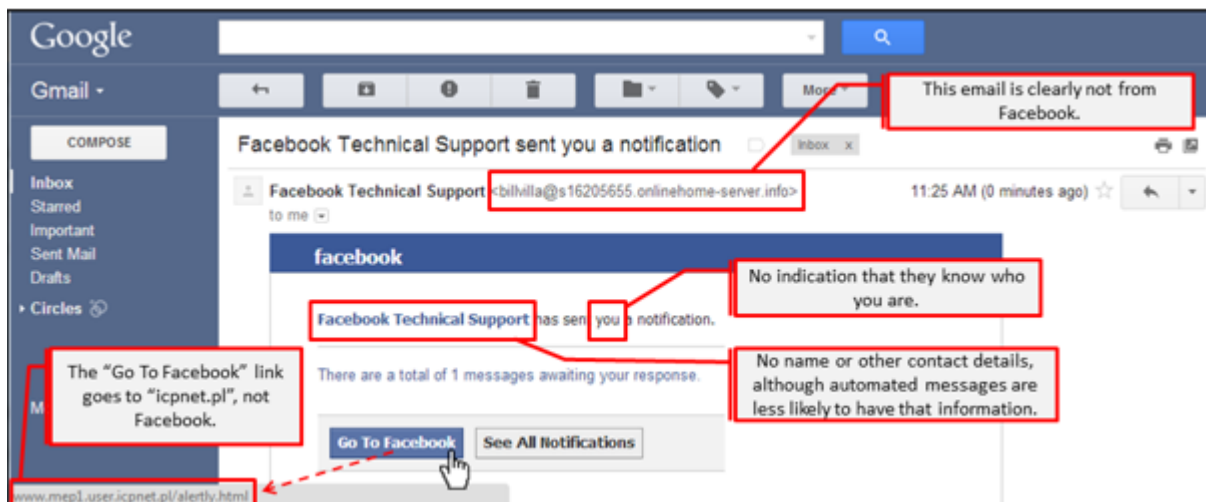 Google
Gmail
More
This email is clearly not from
Facebook.
COMPOSE
Facebook Technical Support sent you a notification
Inbox x
Inbox
Starred
Important
Sent Mail
Drafts
Circles
Facebook Technical Support <billvilla@s16205655.onlinehome-server.info>
11:25 AM (0 minutes ago)
to me
facebook
No indication that they know who
you are.
Facebook Technical Support has sent you a notification.
No name or other contact details,
although automated messages are
less likely to have that information.
There are a total of 1 messages awaiting your response.
The “Go To Facebook” link
goes to “icpnet.pl”, not
Facebook.
Go To Facebook
See All Notifications
www.mep1.user.icpnet.pl/alertly.html